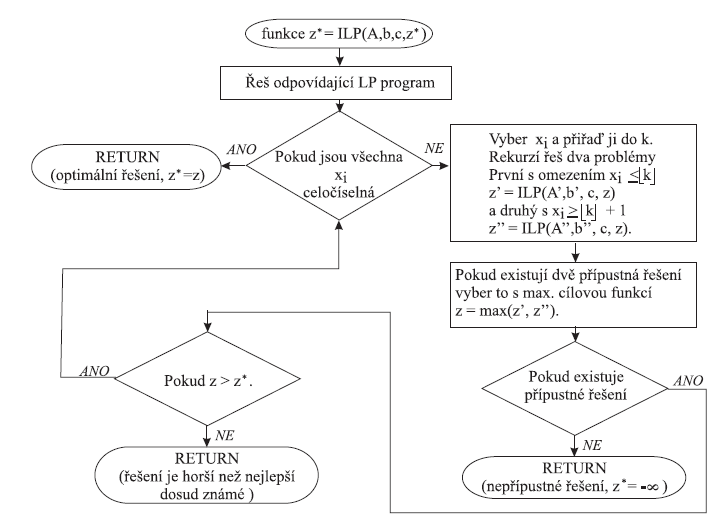 funkce z*= ILP(A,b,c,z*)
Řeš odpovídající LP program
Pokud jsou všechna
xi
celočíselná
ANO
NE
RETURN
(optimální řešení, z*=z)
Vyber xi a přiřaď ji do k.
Rekurzí řeš dva problémy
První s omezením xi ≤⌊k⌋
z’ = ILP(A’,b’, c, z)
a druhý s xi ≥⌊k⌋ + 1
z’’ = ILP(A’’,b’’, c, z).
Pokud existují dvě přípustná řešení
vyber to s max. cílovou funkcí
z = max(z’, z’’).
Pokud existuje
přípustné řešení
ANO
NE
RETURN
(nepřípustné řešení, z*= -∞ )
Pokud z > z*.
ANO
NE
RETURN
(řešení je horší než nejlepší
dosud známé )